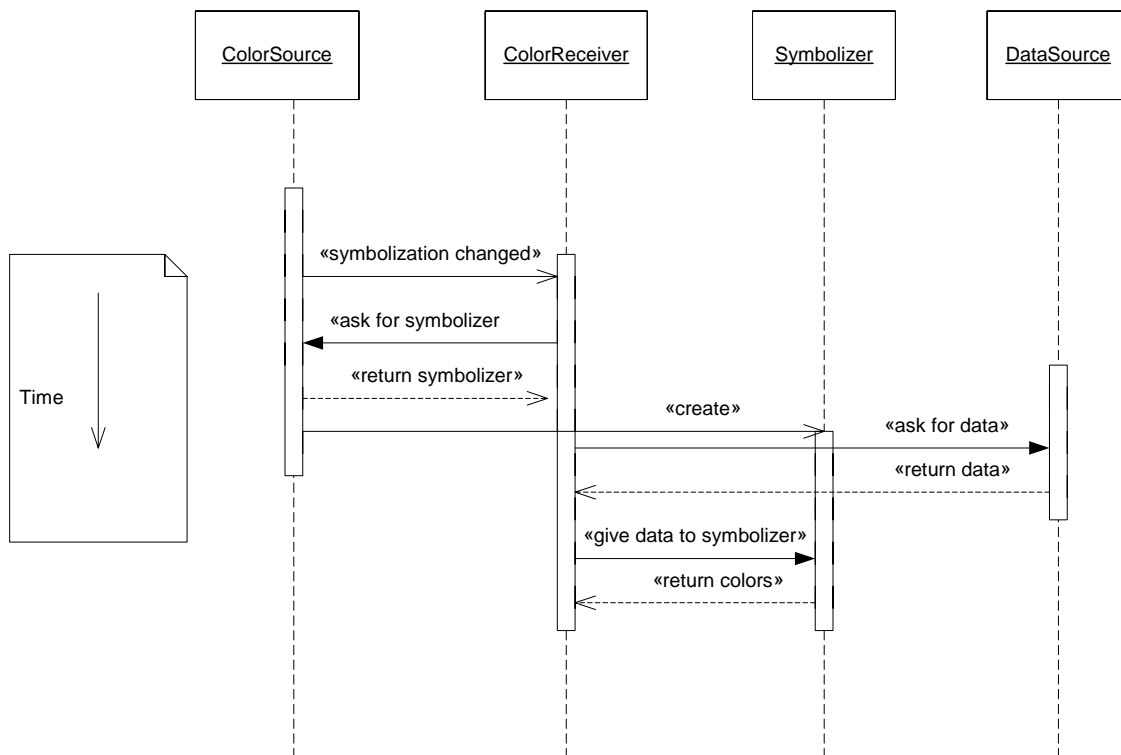 ColorSource
ColorReceiver
Symbolizer
DataSource
«symbolization changed»
«ask for symbolizer
«return symbolizer»
Time
«create»
«ask for data»
«return data»
«give data to symbolizer»
«return colors»